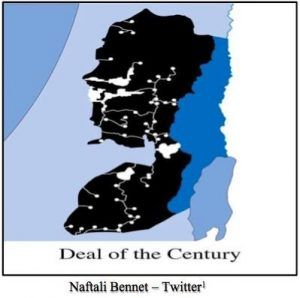 Deal of the Century
Naftali Bennet – Twitter¹